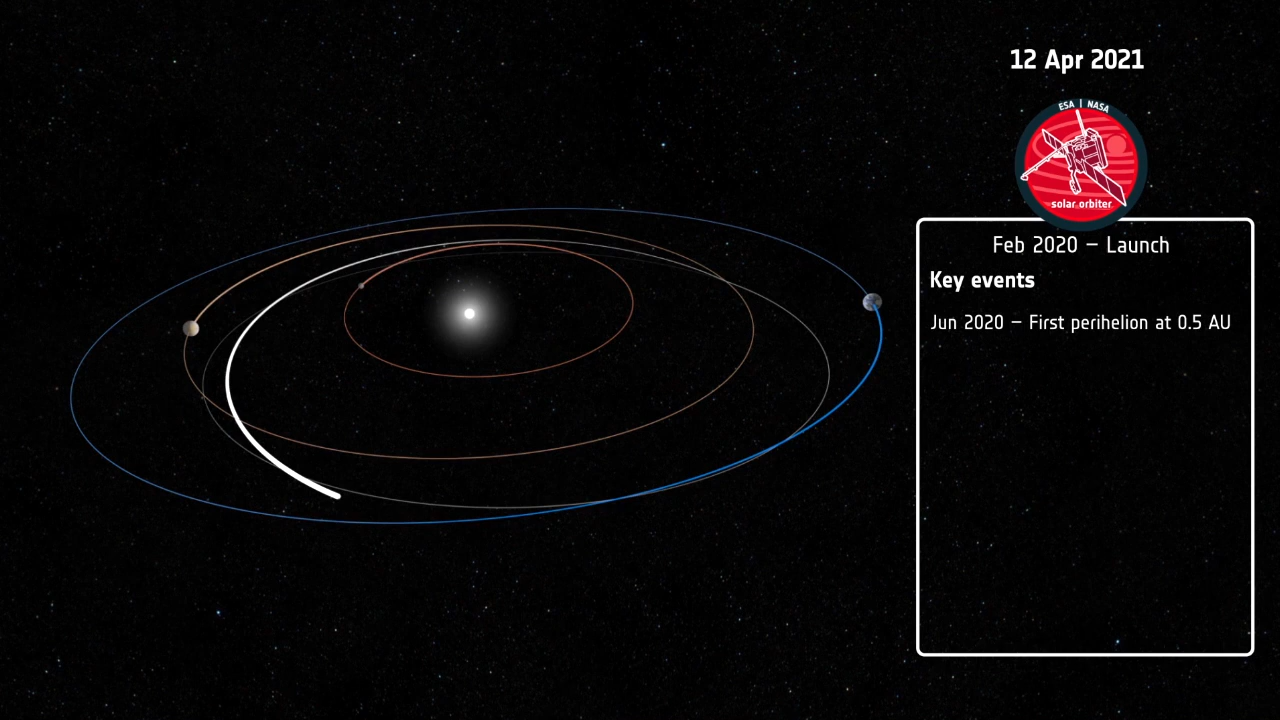 12 Apr 2021
ESA | NASA
solar orbiter
Feb 2020 – Launch
Key events
Jun 2020 – First perihelion at 0.5 AU